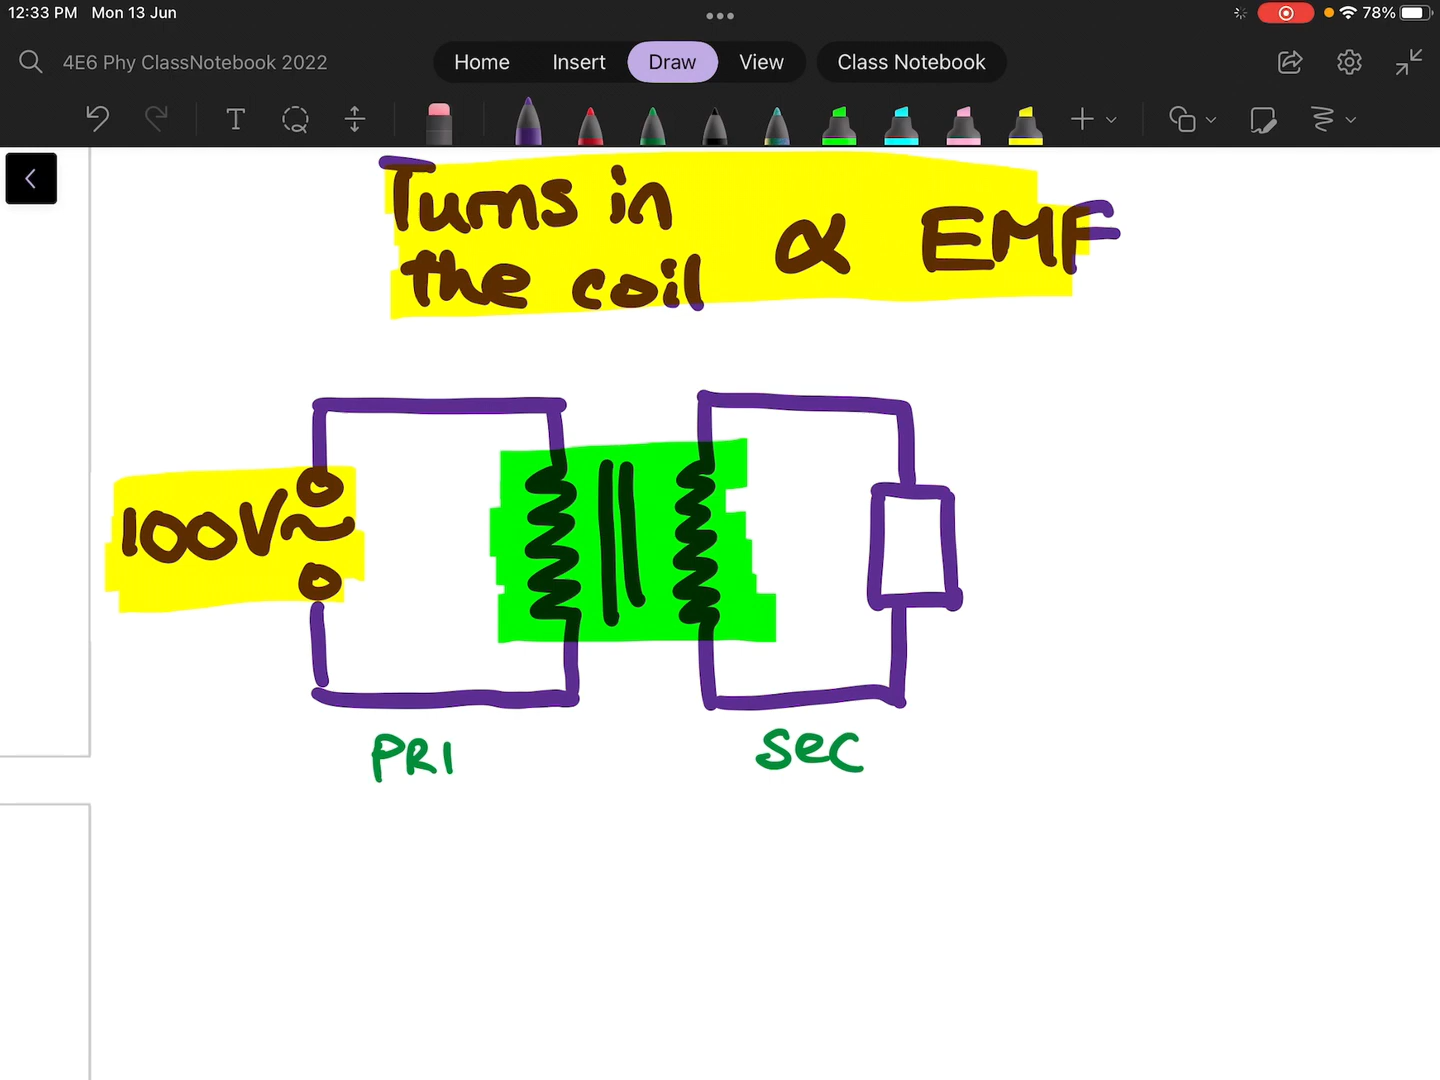 12:33 PM Mon 13 Jun
78%
4E6 Phy ClassNotebook 2022
Home Insert Draw View Class Notebook
T
Turns in
the coil ∝ EMF
100V~
PRI
SEC